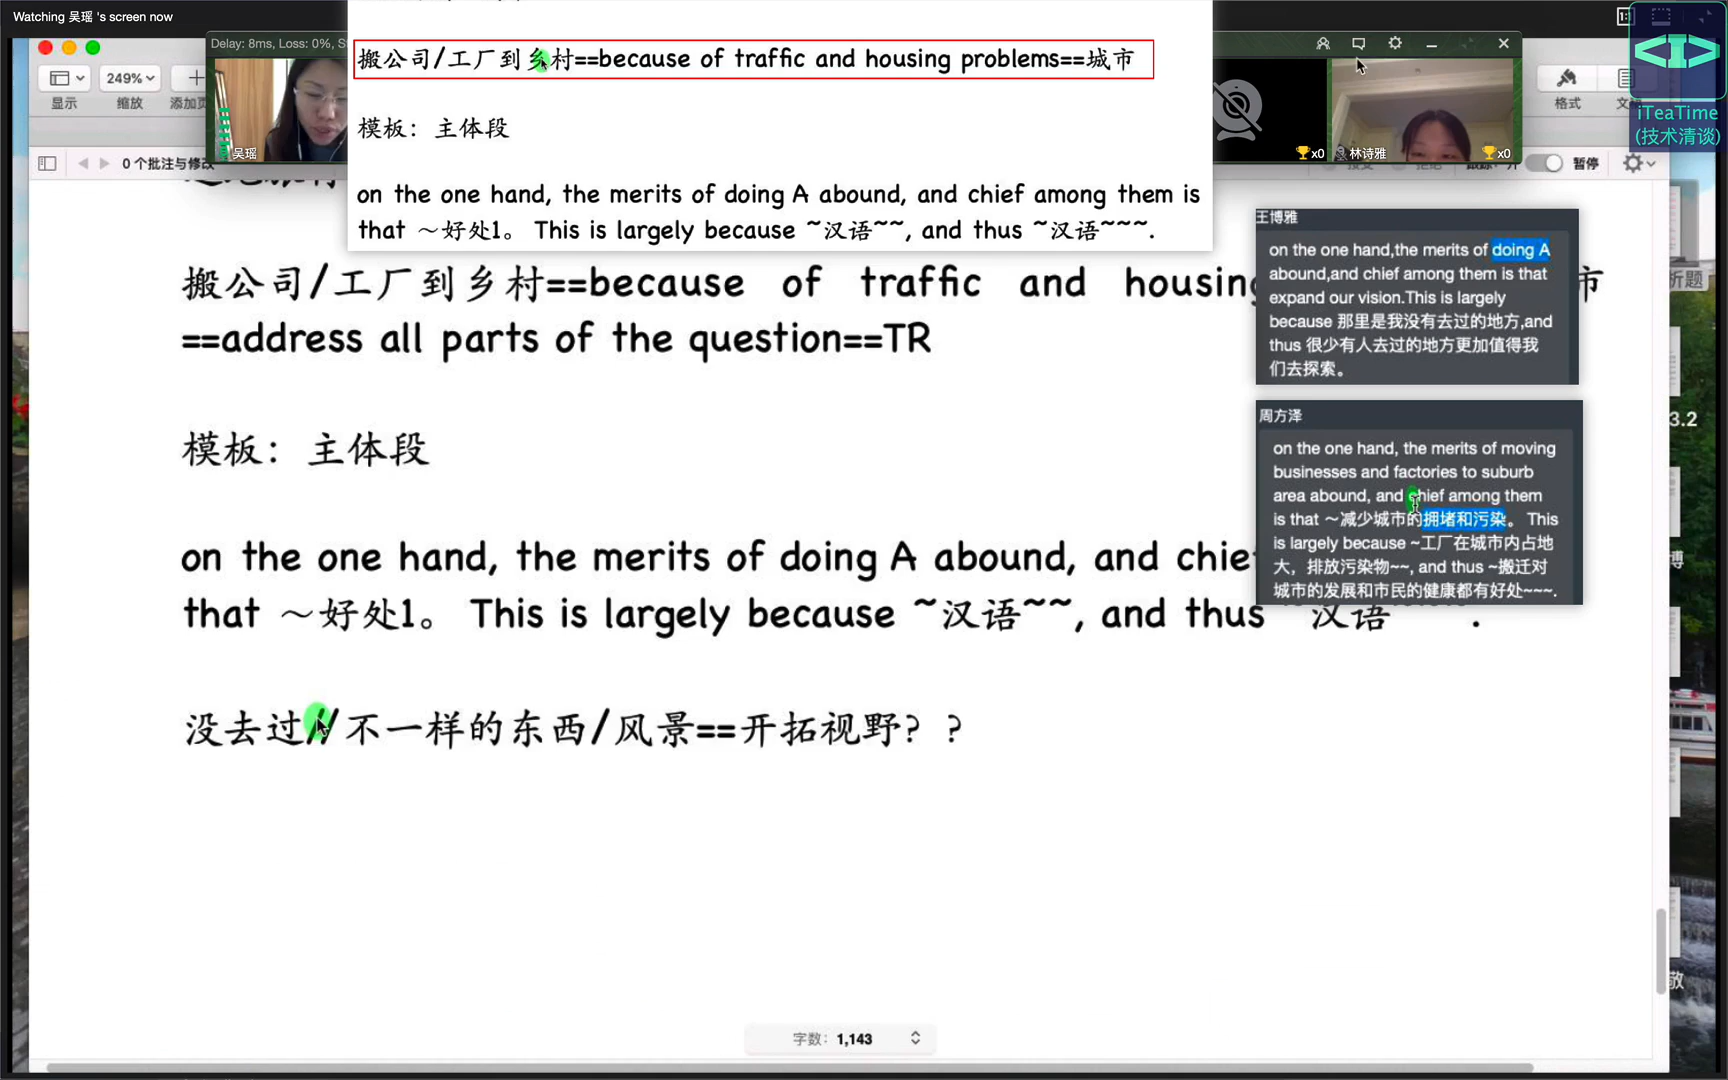 Watching 吴瑶 's screen now
Delay: 8ms, Loss: 0%, S
249%
显示
缩放
添加页
0 个批注与修改
吴瑶
搬公司/工厂到乡村==because of traffic and housing problems==城市
模板：主体段
on the one hand, the merits of doing A abound, and chief among them is
that ～好处1。 This is largely because ~汉语~~, and thus ~汉语~~~.
x0
林诗雅
x0
格式
暂停
iTeaTime
(技术清谈)
搬公司/工厂到乡村==because of traffic and housing
市
==address all parts of the question==TR
模板：主体段
on the one hand, the merits of doing A abound, and chie
that ～好处1。 This is largely because ~汉语~~, and thus ~汉语 .
没去过//不一样的东西/风景==开拓视野？？
王博雅
on the one hand,the merits of doing A
abound,and chief among them is that
expand our vision.This is largely
because 那里是我没有去过的地方,and
thus 很少有人去过的地方更加值得我
们去探索。
周方泽
on the one hand, the merits of moving
businesses and factories to suburb
area abound, and chief among them
is that ～减少城市的拥堵和污染。 This
is largely because ~工厂在城市内占地
大，排放污染物~~, and thus ~搬迁对
城市的发展和市民的健康都有好处~~~.
析题
3.2
博
敬
字数： 1,143